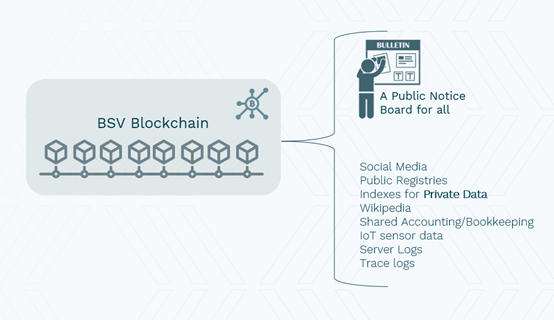 BSV Blockchain
BULLETIN
A Public Notice
Board for all
Social Media
Public Registries
Indexes for Private Data
Wikipedia
Shared Accounting/Bookkeeping
IoT sensor data
Server Logs
Trace logs